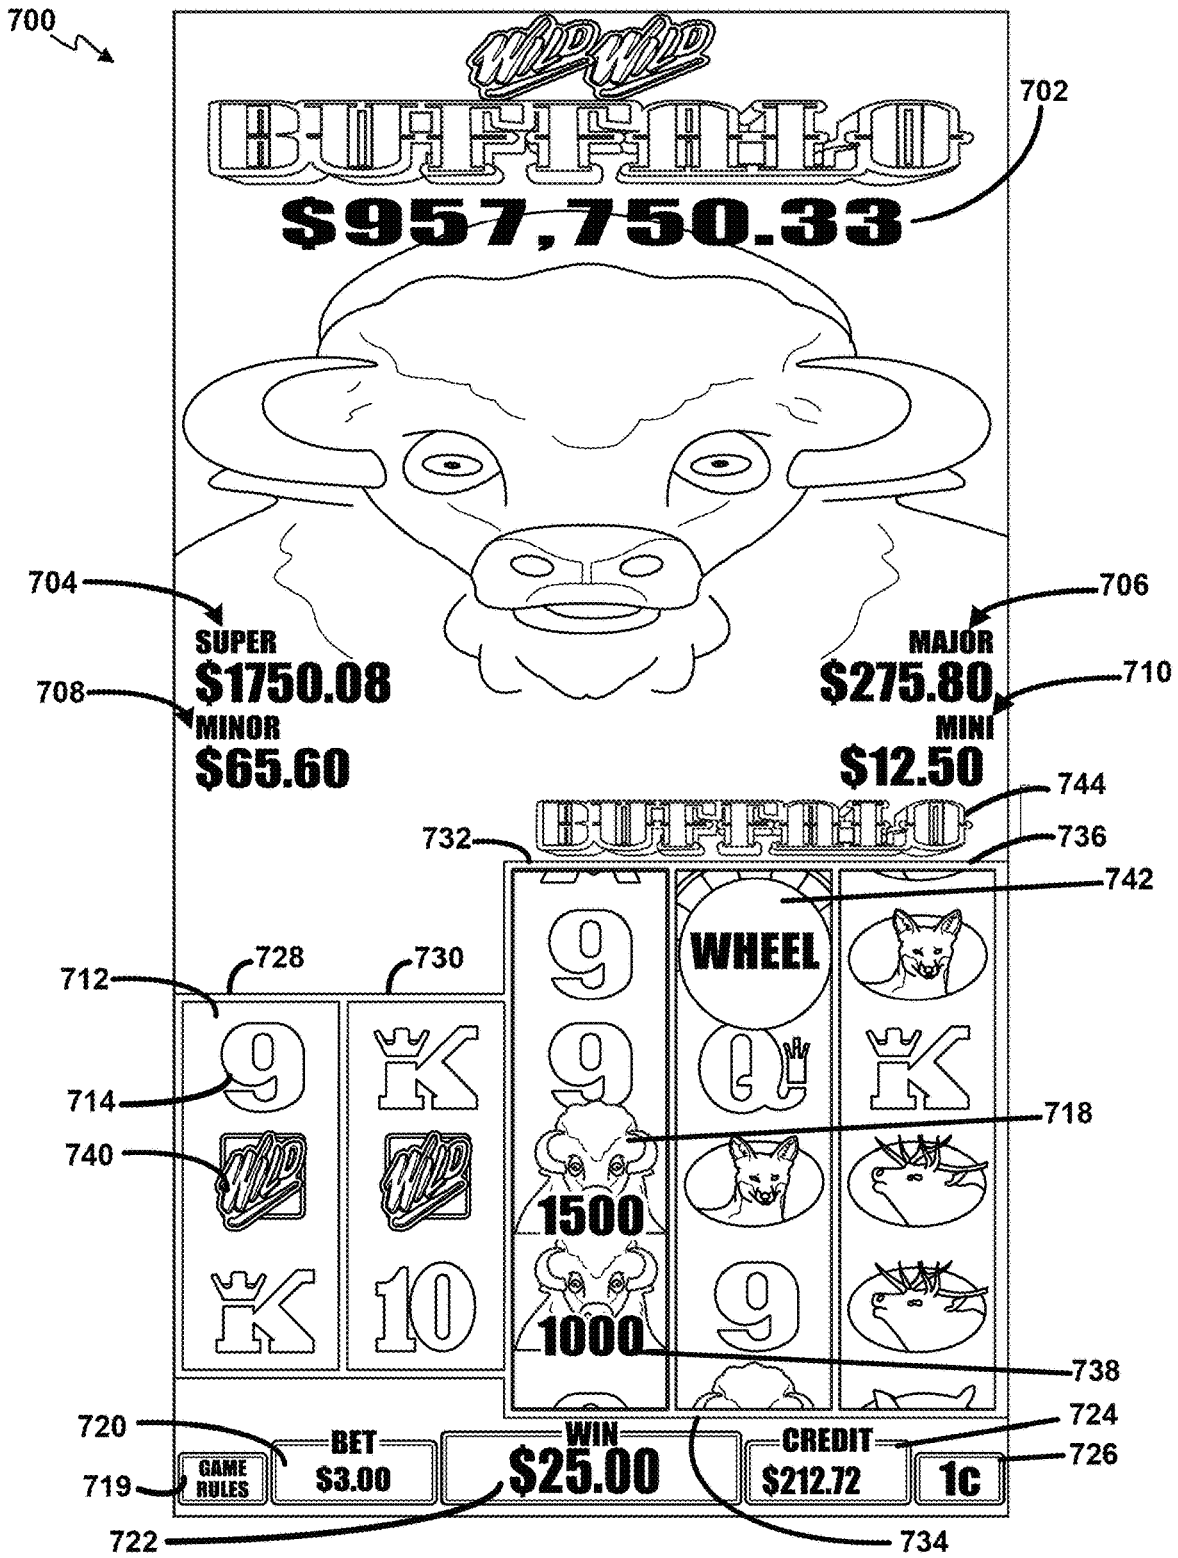 700
WILD WILD
BUFFALO
702
$957,750.33
704
706
SUPER
MAJOR
$1750.08
$275.80
708
710
MINOR
MINI
$65.60
$12.50
744
BUFFALO
732
736
742
9
WHEEL
728
730
712
9
K
9
Q
K
714
718
740
WILD
WILD
1500
K
10
1000
9
738
720
724
BET
WIN
CREDIT
726
GAME
RULES
$3.00
$25.00
$212.72
1c
719
722
734